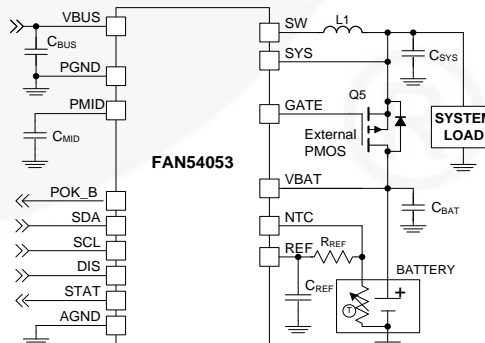 VBUS
CBUS
PGND
PMID
CMID
POK_B
SDA
SCL
DIS
STAT
AGND
FAN54053
SW
L1
SYS
CSYS
GATE
Q5
External
PMOS
SYSTEM
LOAD
VBAT
CBAT
NTC
REF
RREF
CREF
BATTERY
+
T